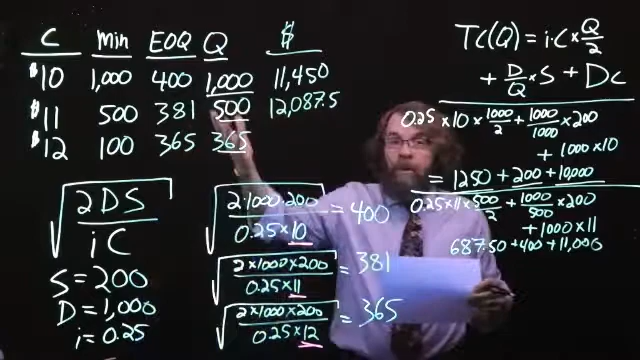 C Min EOQ Q $
$10 1,000 400 1,000 11,450
$11 500 381 500 12,087.5
$12 100 365 365
√(2DS / iC)
S = 200
D = 1,000
i = 0.25
√(2·1000·200 / 0.25×10) = 400
√(2×1000×200 / 0.25×11) = 381
√(2×1000×200 / 0.25×12) = 365
TC(Q) = i·C×Q/2
+ D/Q×S + DC
0.25×10×1000/2 + 1000/1000×200
+ 1000×10
= 1250 + 200 + 10,000
0.25×11×500/2 + 1000/500×200
+ 1000×11
687.50 + 400 + 11,000